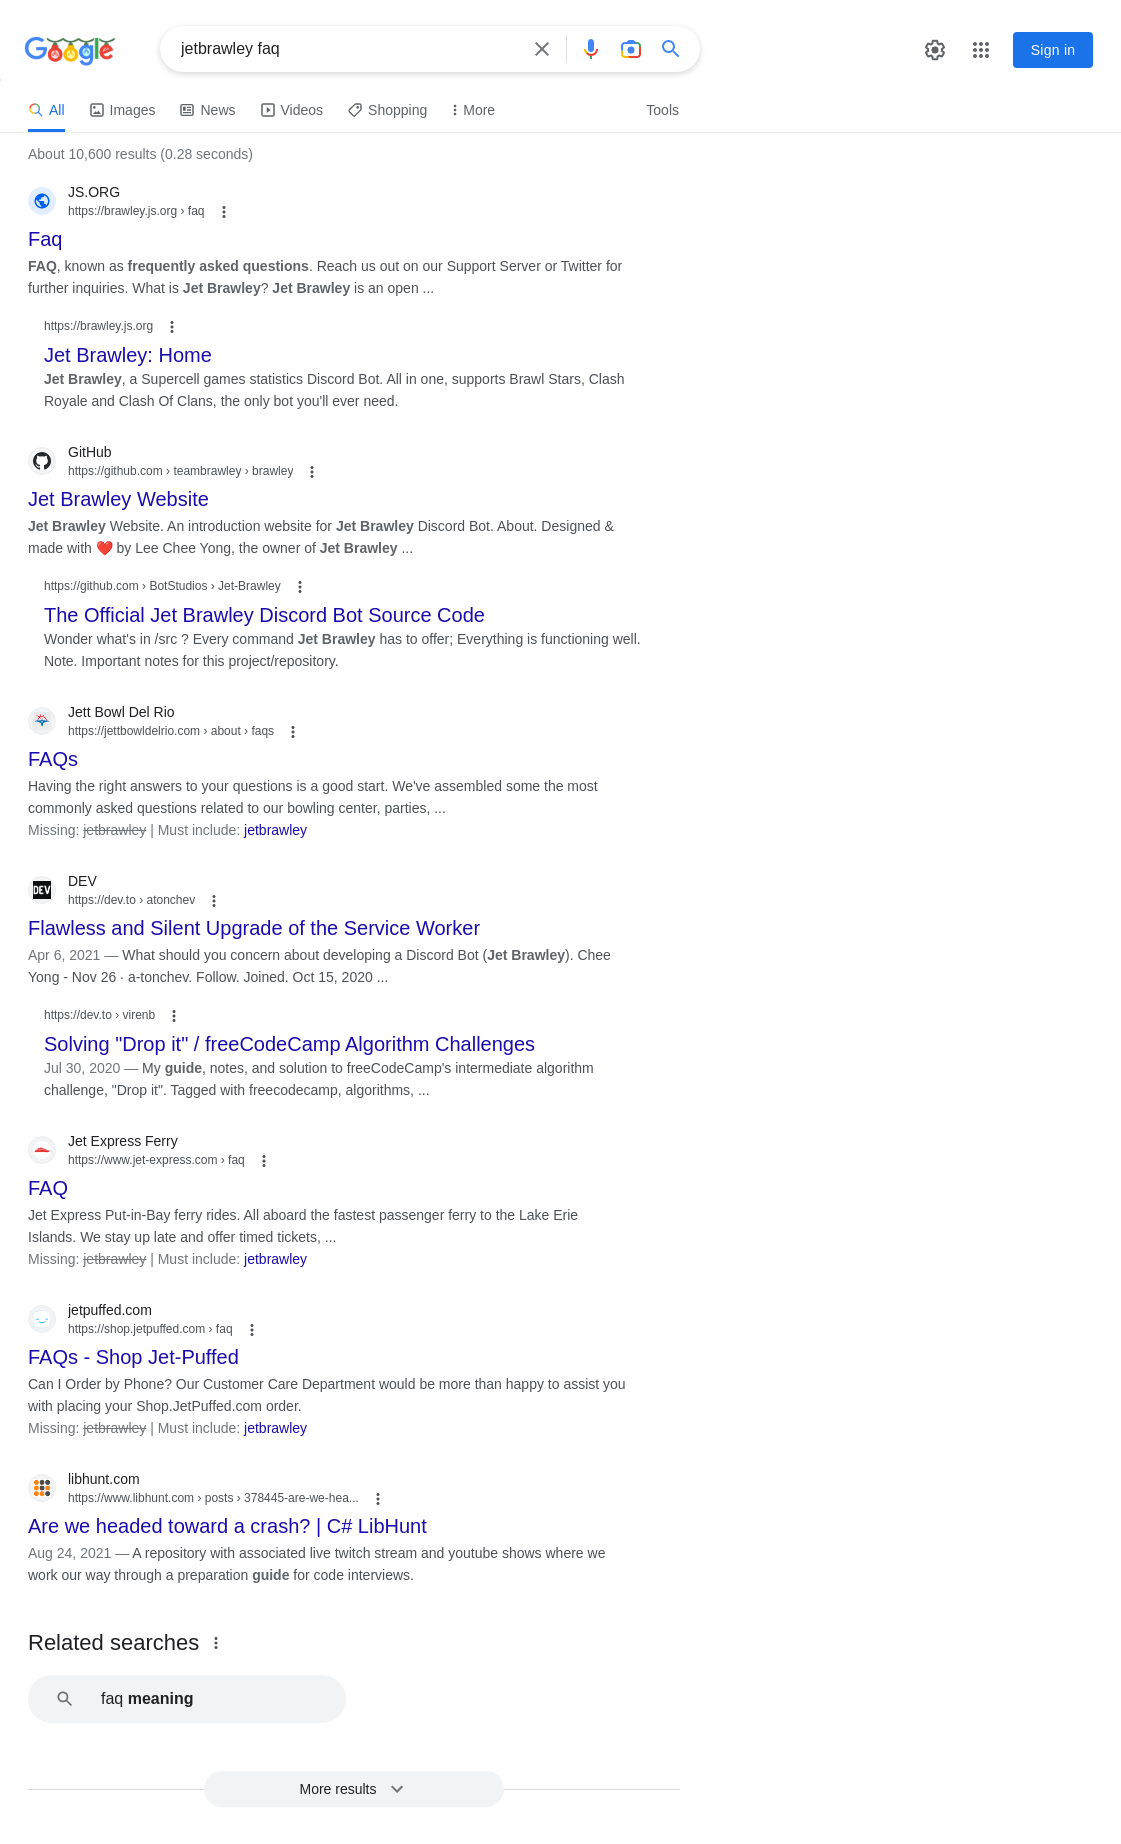 Google
jetbrawley faq
Sign in
All
Images
News
Videos
Shopping
More
Tools
About 10,600 results (0.28 seconds)
JS.ORG
https://brawley.js.org › faq
Faq
FAQ, known as frequently asked questions. Reach us out on our Support Server or Twitter for
further inquiries. What is Jet Brawley? Jet Brawley is an open ...
https://brawley.js.org
Jet Brawley: Home
Jet Brawley, a Supercell games statistics Discord Bot. All in one, supports Brawl Stars, Clash
Royale and Clash Of Clans, the only bot you'll ever need.
GitHub
https://github.com › teambrawley › brawley
Jet Brawley Website
Jet Brawley Website. An introduction website for Jet Brawley Discord Bot. About. Designed &
made with ❤️ by Lee Chee Yong, the owner of Jet Brawley ...
https://github.com › BotStudios › Jet-Brawley
The Official Jet Brawley Discord Bot Source Code
Wonder what's in /src ? Every command Jet Brawley has to offer; Everything is functioning well.
Note. Important notes for this project/repository.
Jett Bowl Del Rio
https://jettbowldelrio.com › about › faqs
FAQs
Having the right answers to your questions is a good start. We've assembled some the most
commonly asked questions related to our bowling center, parties, ...
Missing: jetbrawley | Must include: jetbrawley
DEV
DEV
https://dev.to › atonchev
Flawless and Silent Upgrade of the Service Worker
Apr 6, 2021 — What should you concern about developing a Discord Bot (Jet Brawley). Chee
Yong - Nov 26 · a-tonchev. Follow. Joined. Oct 15, 2020 ...
https://dev.to › virenb
Solving "Drop it" / freeCodeCamp Algorithm Challenges
Jul 30, 2020 — My guide, notes, and solution to freeCodeCamp's intermediate algorithm
challenge, "Drop it". Tagged with freecodecamp, algorithms, ...
Jet Express Ferry
https://www.jet-express.com › faq
FAQ
Jet Express Put-in-Bay ferry rides. All aboard the fastest passenger ferry to the Lake Erie
Islands. We stay up late and offer timed tickets, ...
Missing: jetbrawley | Must include: jetbrawley
jetpuffed.com
https://shop.jetpuffed.com › faq
FAQs - Shop Jet-Puffed
Can I Order by Phone? Our Customer Care Department would be more than happy to assist you
with placing your Shop.JetPuffed.com order.
Missing: jetbrawley | Must include: jetbrawley
libhunt.com
https://www.libhunt.com › posts › 378445-are-we-hea...
Are we headed toward a crash? | C# LibHunt
Aug 24, 2021 — A repository with associated live twitch stream and youtube shows where we
work our way through a preparation guide for code interviews.
Related searches
faq meaning
More results